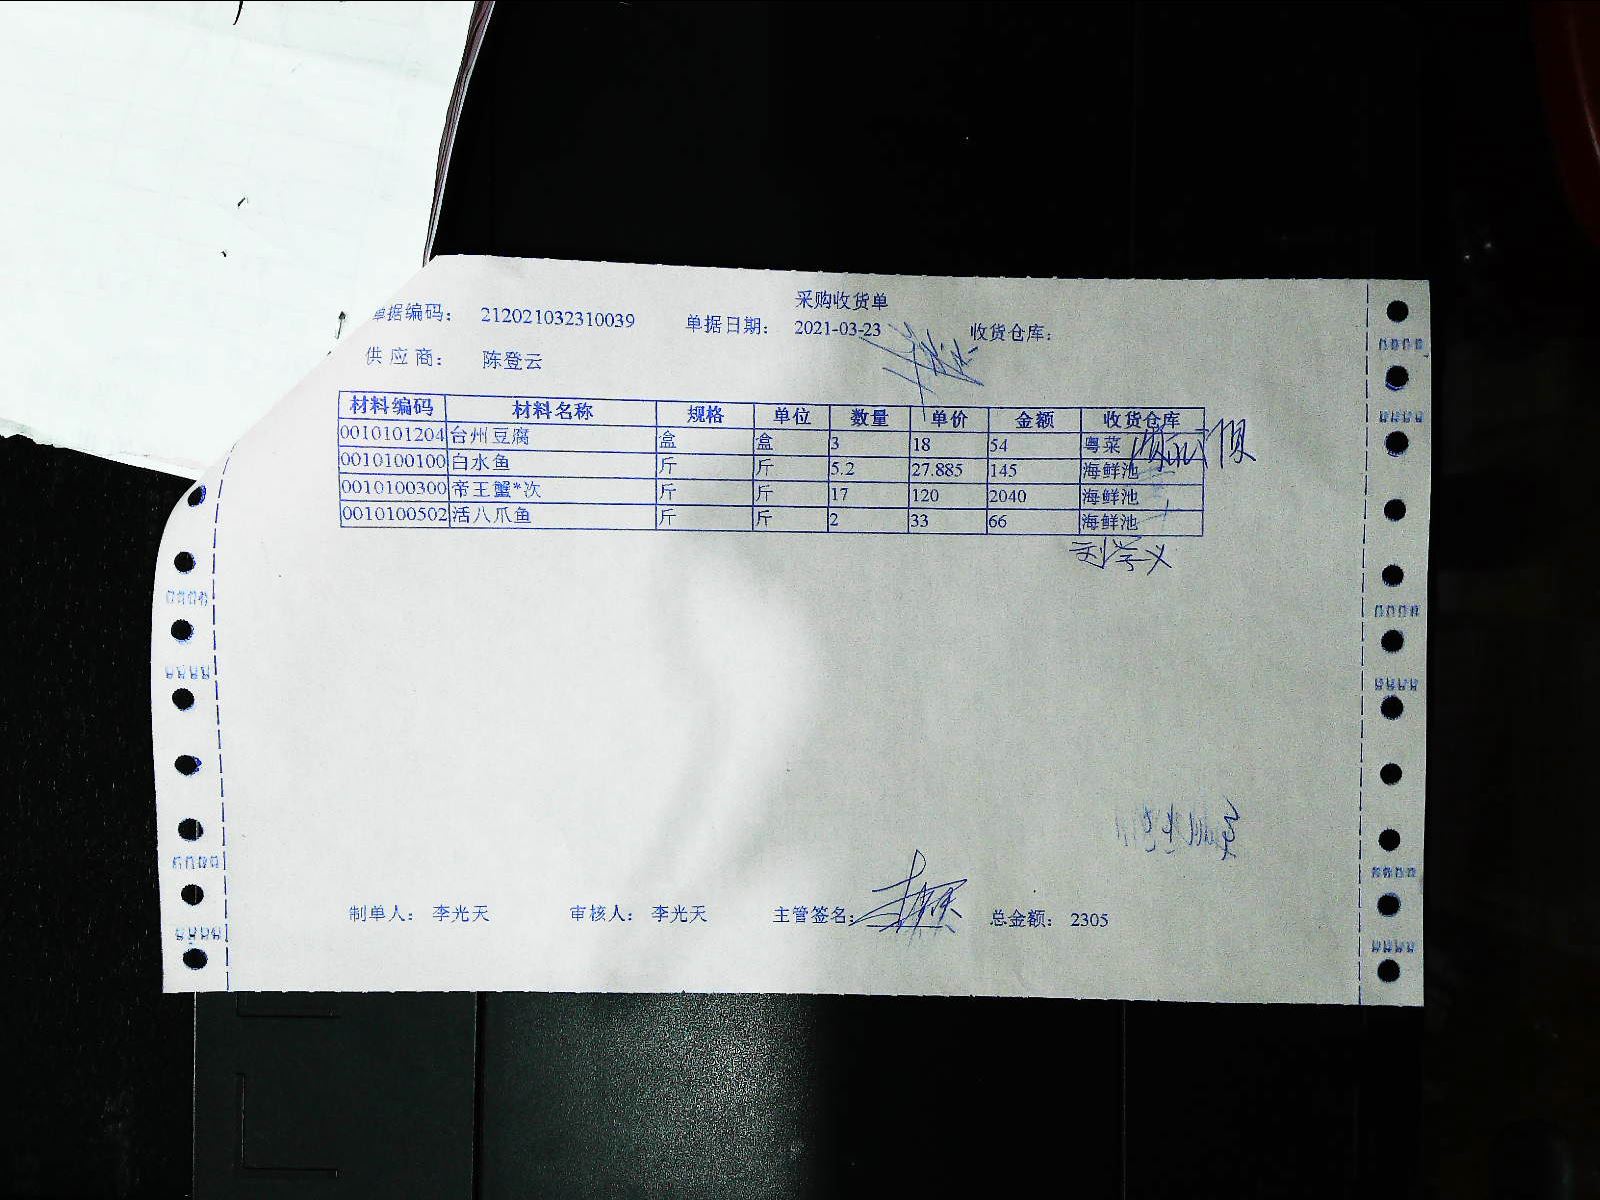 采购收货单
单据编码： 212021032310039 单据日期： 2021-03-23 收货仓库：
供 应 商： 陈登云
材料编码 材料名称 规格 单位 数量 单价 金额 收货仓库
0010101204 台州豆腐 盒 盒 3 18 54 粤菜
0010100100 白水鱼 斤 斤 5.2 27.885 145 海鲜池
0010100300 帝王蟹*次 斤 斤 17 120 2040 海鲜池
0010100502 活八爪鱼 斤 斤 2 33 66 海鲜池
刘学义
制单人： 李光天 审核人： 李光天 主管签名： 总金额： 2305